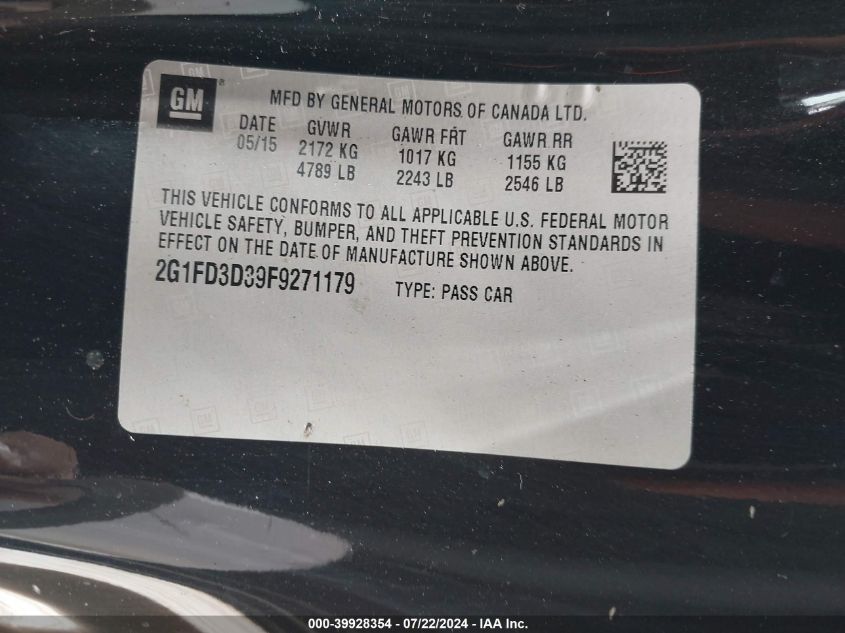 GM®
MFD BY GENERAL MOTORS OF CANADA LTD.
DATE GVWR GAWR FRT GAWR RR
05/15 2172 KG 1017 KG 1155 KG
4789 LB 2243 LB 2546 LB
THIS VEHICLE CONFORMS TO ALL APPLICABLE U.S. FEDERAL MOTOR
VEHICLE SAFETY, BUMPER, AND THEFT PREVENTION STANDARDS IN
EFFECT ON THE DATE OF MANUFACTURE SHOWN ABOVE.
2G1FD3D39F9271179 TYPE: PASS CAR
000-39928354 / 07/22/2024 - IAA Inc.